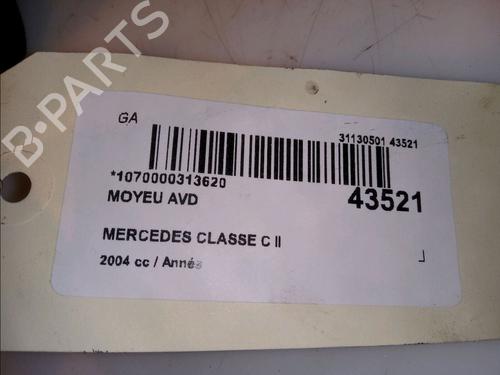 B-PARTS
GA
31130501 43521
*1070000313620
MOYEU AVD
43521
MERCEDES CLASSE C II
2004 cc / Année